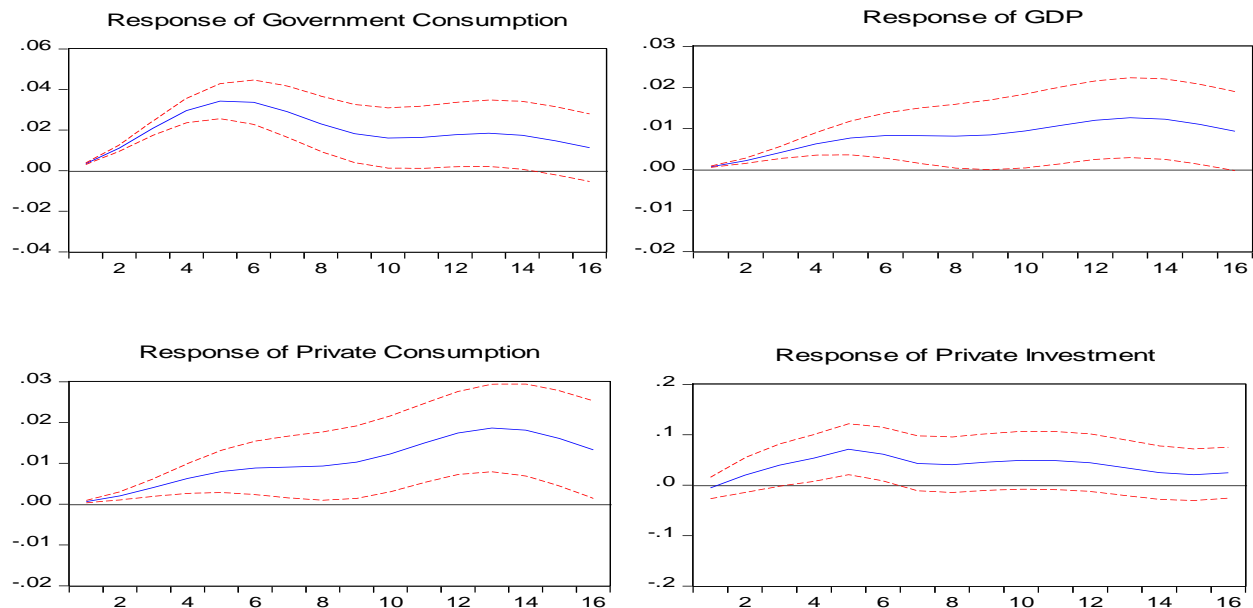 Response of Government Consumption
.06
.04
.02
.00
-.02
-.04
2 4 6 8 10 12 14 16
Response of GDP
.03
.02
.01
.00
-.01
-.02
2 4 6 8 10 12 14 16
Response of Private Consumption
.03
.02
.01
.00
-.01
-.02
2 4 6 8 10 12 14 16
Response of Private Investment
.2
.1
.0
-.1
-.2
2 4 6 8 10 12 14 16